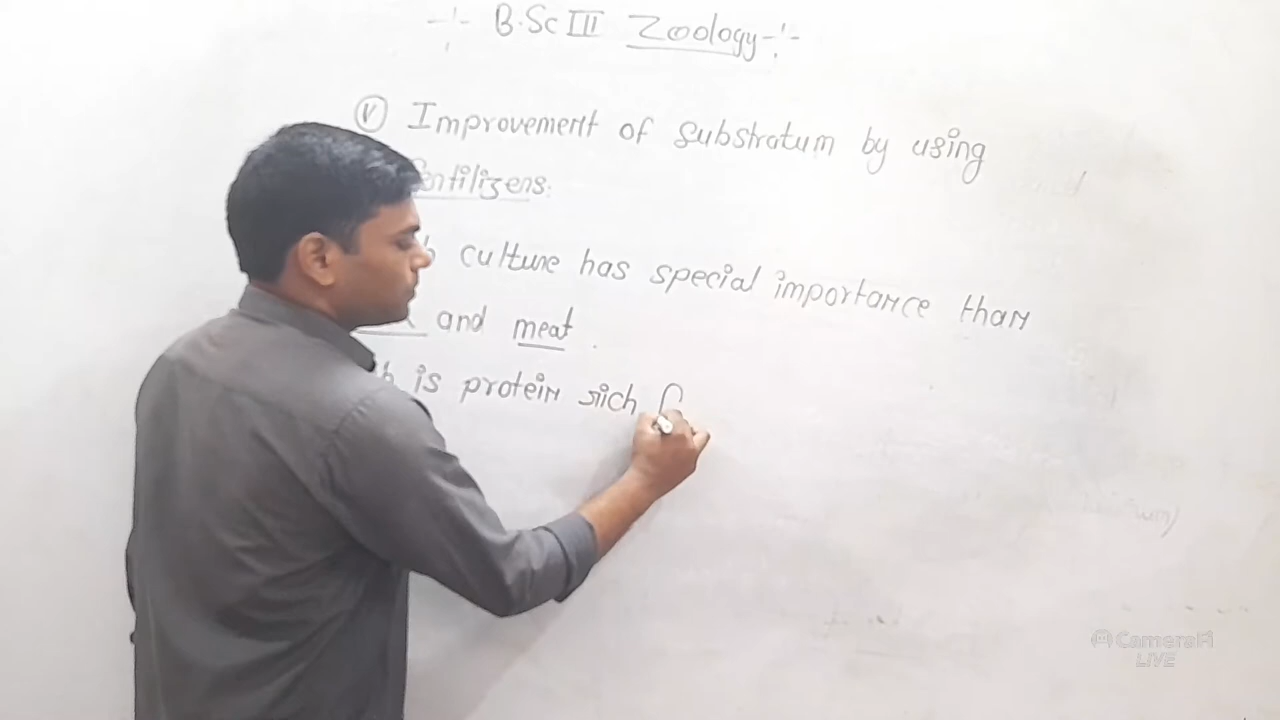 B.Sc III Zoology
(V) Improvement of substratum by using
fertilizers.
culture has special importance than
and meat.
is protein rich
CameraFi
LIVE